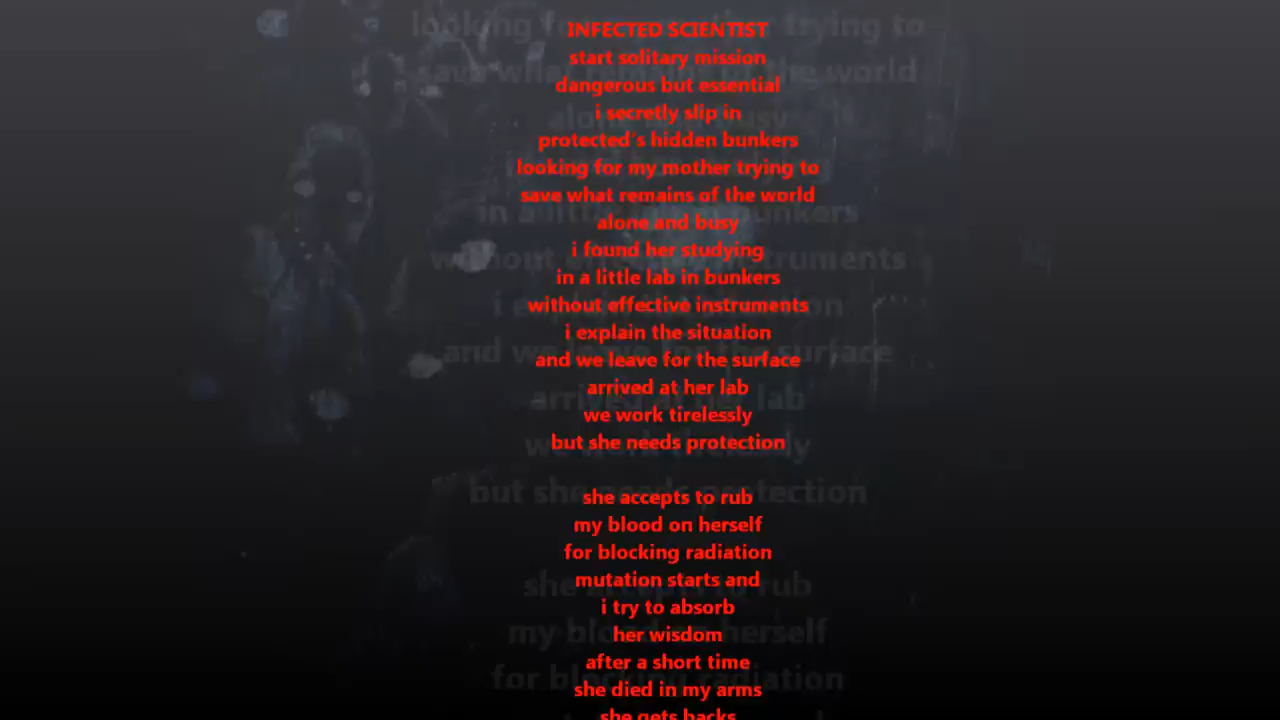 INFECTED SCIENTIST
start solitary mission
dangerous but essential
i secretly slip in
protected's hidden bunkers
looking for my mother trying to
save what remains of the world
alone and busy
i found her studying
in a little lab in bunkers
without effective instruments
i explain the situation
and we leave for the surface
arrived at her lab
we work tirelessly
but she needs protection
she accepts to rub
my blood on herself
for blocking radiation
mutation starts and
i try to absorb
her wisdom
after a short time
she died in my arms
she gets backs